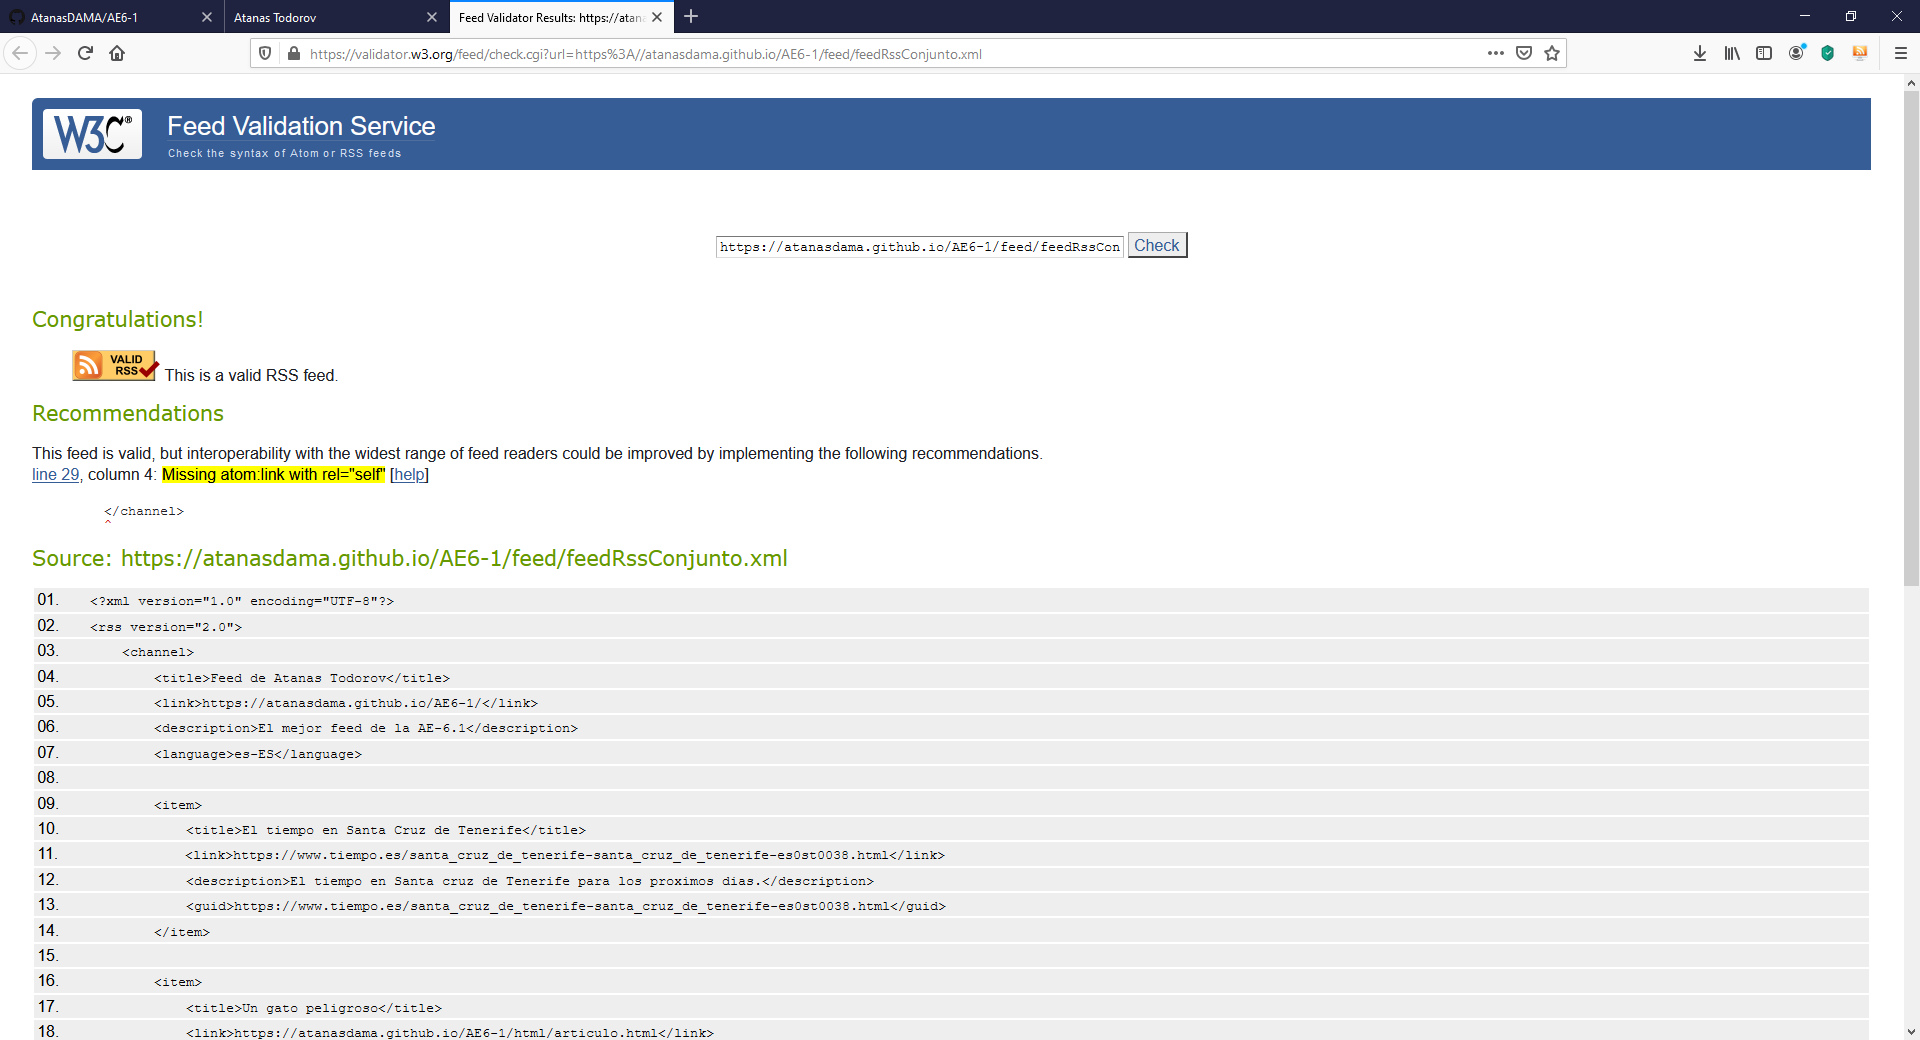 AtanasDAMA/AE6-1
Atanas Todorov
Feed Validator Results: https://atana
https://validator.w3.org/feed/check.cgi?url=https%3A//atanasdama.github.io/AE6-1/feed/feedRssConjunto.xml
W3C®
Feed Validation Service
Check the syntax of Atom or RSS feeds
https://atanasdama.github.io/AE6-1/feed/feedRssCon
Check
Congratulations!
VALID RSS
This is a valid RSS feed.
Recommendations
This feed is valid, but interoperability with the widest range of feed readers could be improved by implementing the following recommendations.
line 29, column 4: Missing atom:link with rel="self" [help]
</channel>
^
Source: https://atanasdama.github.io/AE6-1/feed/feedRssConjunto.xml
01. <?xml version="1.0" encoding="UTF-8"?>
02. <rss version="2.0">
03. <channel>
04. <title>Feed de Atanas Todorov</title>
05. <link>https://atanasdama.github.io/AE6-1/</link>
06. <description>El mejor feed de la AE-6.1</description>
07. <language>es-ES</language>
08.
09. <item>
10. <title>El tiempo en Santa Cruz de Tenerife</title>
11. <link>https://www.tiempo.es/santa_cruz_de_tenerife-santa_cruz_de_tenerife-es0st0038.html</link>
12. <description>El tiempo en Santa cruz de Tenerife para los proximos dias.</description>
13. <guid>https://www.tiempo.es/santa_cruz_de_tenerife-santa_cruz_de_tenerife-es0st0038.html</guid>
14. </item>
15.
16. <item>
17. <title>Un gato peligroso</title>
18. <link>https://atanasdama.github.io/AE6-1/html/articulo.html</link>